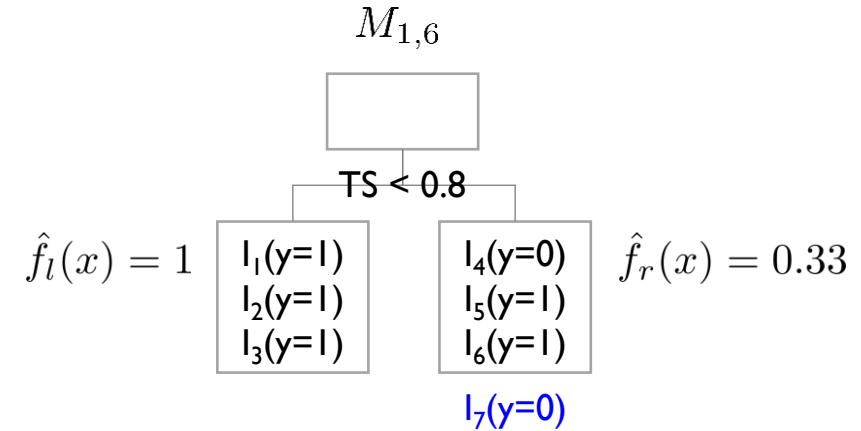 M₁,₆
TS < 0.8
f̂ₗ(x) = 1
I₁(y=1)
I₂(y=1)
I₃(y=1)
I₄(y=0)
I₅(y=1)
I₆(y=1)
f̂ᵣ(x) = 0.33
I₇(y=0)